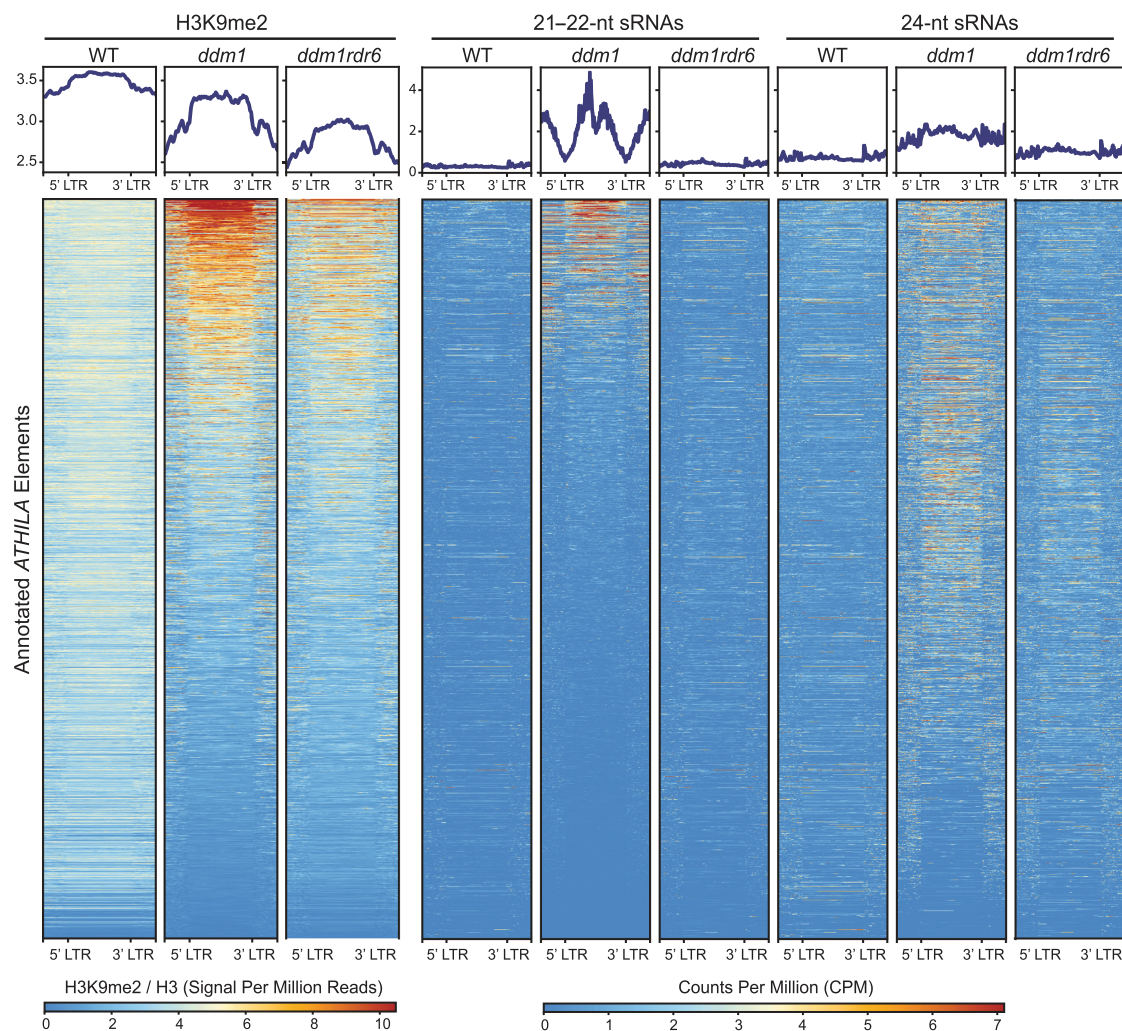 H3K9me2 21–22-nt sRNAs 24-nt sRNAs
WT ddm1 ddm1rdr6 WT ddm1 ddm1rdr6 WT ddm1 ddm1rdr6
3.5
3.0
2.5
4
2
0
5' LTR 3' LTR 5' LTR 3' LTR 5' LTR 3' LTR 5' LTR 3' LTR 5' LTR 3' LTR 5' LTR 3' LTR 5' LTR 3' LTR 5' LTR 3' LTR 5' LTR 3' LTR
Annotated ATHILA Elements
5' LTR 3' LTR 5' LTR 3' LTR 5' LTR 3' LTR 5' LTR 3' LTR 5' LTR 3' LTR 5' LTR 3' LTR 5' LTR 3' LTR 5' LTR 3' LTR 5' LTR 3' LTR
H3K9me2 / H3 (Signal Per Million Reads) Counts Per Million (CPM)
0 2 4 6 8 10 0 1 2 3 4 5 6 7